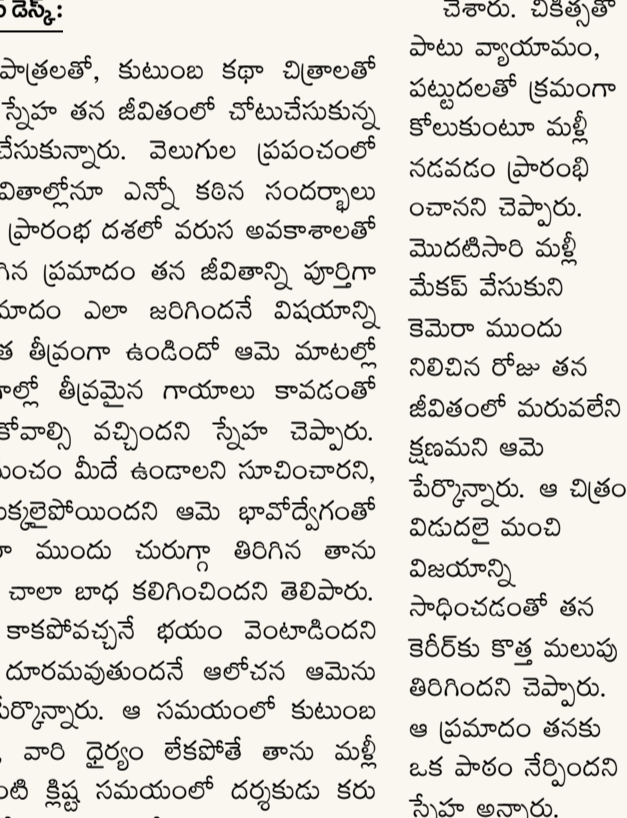 డెస్క్:
పాత్రలతో, కుటుంబ కథా చిత్రాలతో
స్నేహ తన జీవితంలో చోటుచేసుకున్న
చేసుకున్నారు. వెలుగుల ప్రపంచంలో
వితాల్లోనూ ఎన్నో కఠిన సందర్భాలు
ప్రారంభ దశలో వరుస అవకాశాలతో
గిన ప్రమాదం తన జీవితాన్ని పూర్తిగా
మాదం ఎలా జరిగిందనే విషయాన్ని
త తీవ్రంగా ఉండిందో ఆమె మాటల్లో
ాల్లో తీవ్రమైన గాయాలు కావడంతో
కోవాల్సి వచ్చిందని స్నేహ చెప్పారు.
మంచం మీదే ఉండాలని సూచించారని,
ముక్కలైపోయిందని ఆమె భావోద్వేగంతో
ా ముందు చురుగ్గా తిరిగిన తాను
చాలా బాధ కలిగించిందని తెలిపారు.
కాకపోవచ్చనే భయం వెంటాడిందని
దూరమవుతుందనే ఆలోచన ఆమెను
పేర్కొన్నారు. ఆ సమయంలో కుటుంబ
, వారి ధైర్యం లేకపోతే తాను మళ్లీ
ంటి క్లిష్ట సమయంలో దర్శకుడు కరు
చేశారు. చికిత్సతో
పాటు వ్యాయామం,
పట్టుదలతో క్రమంగా
కోలుకుంటూ మళ్లీ
నడవడం ప్రారంభి
ంచానని చెప్పారు.
మొదటిసారి మళ్లీ
మేకప్ వేసుకుని
కెమెరా ముందు
నిలిచిన రోజు తన
జీవితంలో మరువలేని
క్షణమని ఆమె
పేర్కొన్నారు. ఆ చిత్రం
విడుదలై మంచి
విజయాన్ని
సాధించడంతో తన
కెరీర్‌కు కొత్త మలుపు
తిరిగిందని చెప్పారు.
ఆ ప్రమాదం తనకు
ఒక పాఠం నేర్పిందని
స్నేహ అన్నారు.